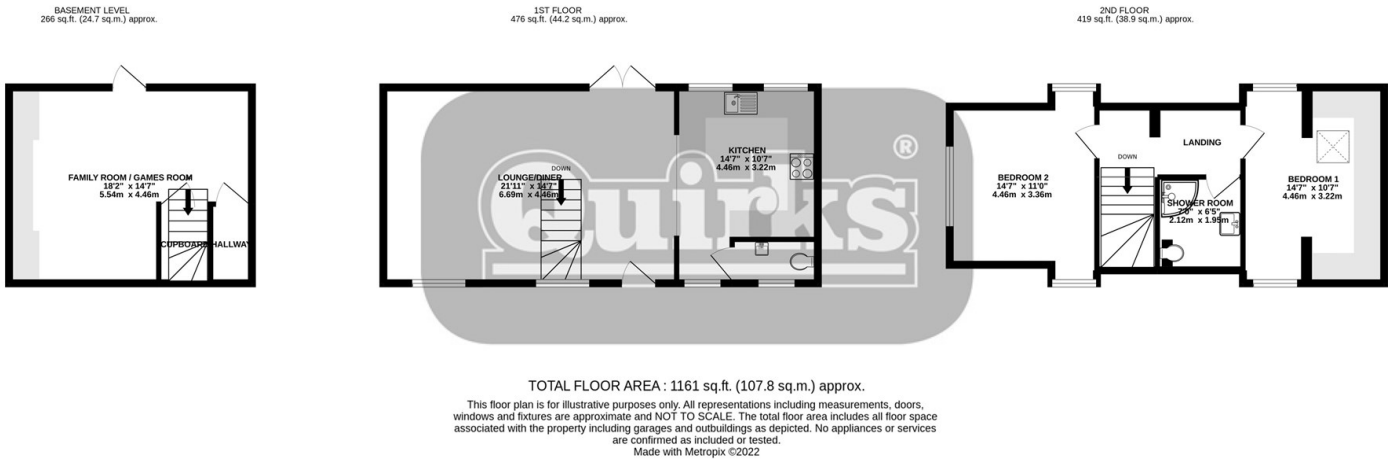 BASEMENT LEVEL
266 sq.ft. (24.7 sq.m.) approx.
1ST FLOOR
476 sq.ft. (44.2 sq.m.) approx.
2ND FLOOR
419 sq.ft. (38.9 sq.m.) approx.
FAMILY ROOM / GAMES ROOM
18'2" x 14'7"
5.54m x 4.46m
CUPBOARD
HALLWAY
DOWN
LOUNGE/DINER
21'11" x 14'7"
6.69m x 4.46m
KITCHEN
14'7" x 10'7"
4.46m x 3.22m
Quirks ®
BEDROOM 2
14'7" x 11'0"
4.46m x 3.36m
DOWN
LANDING
SHOWER ROOM
7'0" x 6'5"
2.12m x 1.95m
BEDROOM 1
14'7" x 10'7"
4.46m x 3.22m
TOTAL FLOOR AREA : 1161 sq.ft. (107.8 sq.m.) approx.
This floor plan is for illustrative purposes only. All representations including measurements, doors,
windows and fixtures are approximate and NOT TO SCALE. The total floor area includes all floor space
associated with the property including garages and outbuildings as depicted. No appliances or services
are confirmed as included or tested.
Made with Metropix ©2022